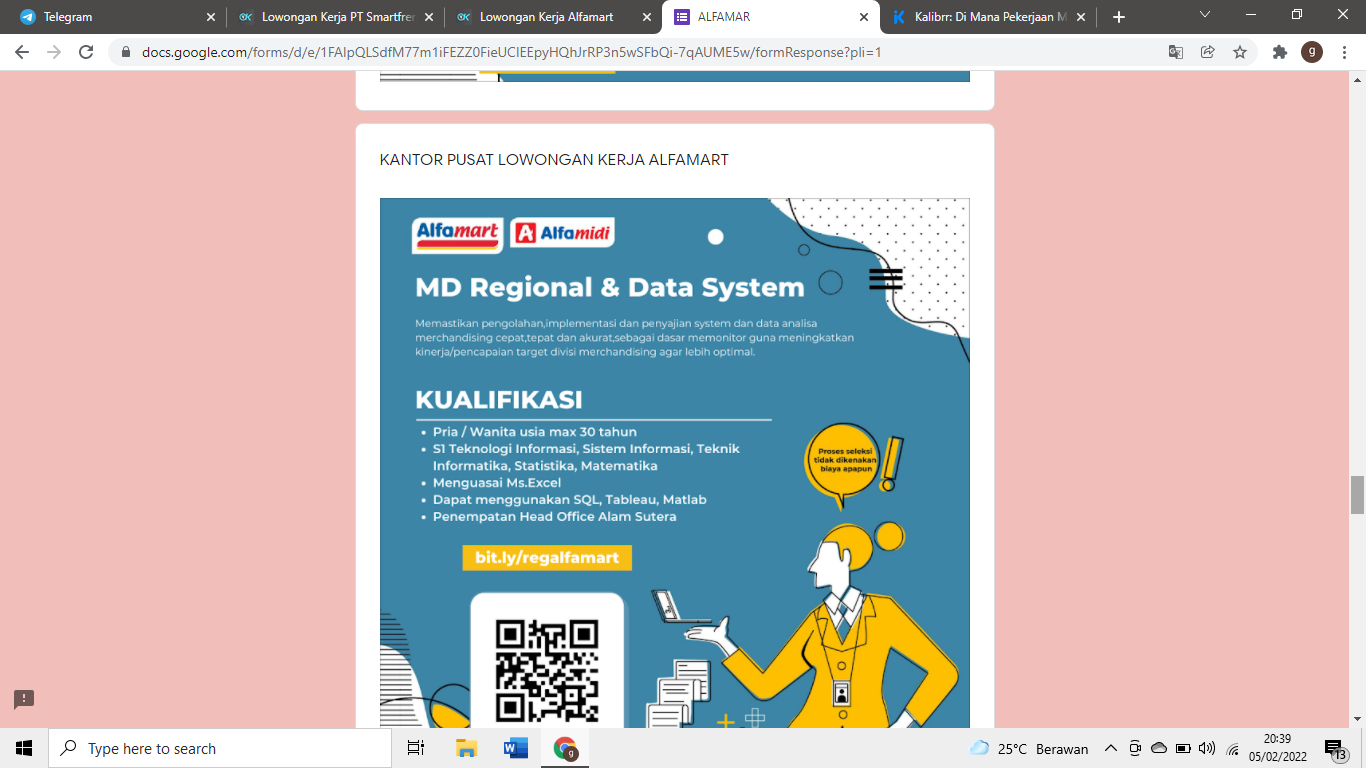 Telegram
Lowongan Kerja PT Smartfren
Lowongan Kerja Alfamart
ALFAMAR
Kalibrr: Di Mana Pekerjaan M
docs.google.com/forms/d/e/1FAIpQLSdfM77m1iFEZZ0FieUCIEEpyHQhJrRP3n5wSFbQi-7qAUME5w/formResponse?pli=1
g
KANTOR PUSAT LOWONGAN KERJA ALFAMART
Alfamart
A Alfamidi
MD Regional & Data System
Memastikan pengolahan,implementasi dan penyajian system dan data analisa
merchandising cepat,tepat dan akurat,sebagai dasar memonitor guna meningkatkan
kinerja/pencapaian target divisi merchandising agar lebih optimal.
KUALIFIKASI
• Pria / Wanita usia max 30 tahun
• S1 Teknologi Informasi, Sistem Informasi, Teknik
Informatika, Statistika, Matematika
• Menguasai Ms.Excel
• Dapat menggunakan SQL, Tableau, Matlab
• Penempatan Head Office Alam Sutera
Proses seleksi
tidak dikenakan
biaya apapun
bit.ly/regalfamart
Type here to search
25°C Berawan
20:39
05/02/2022
13